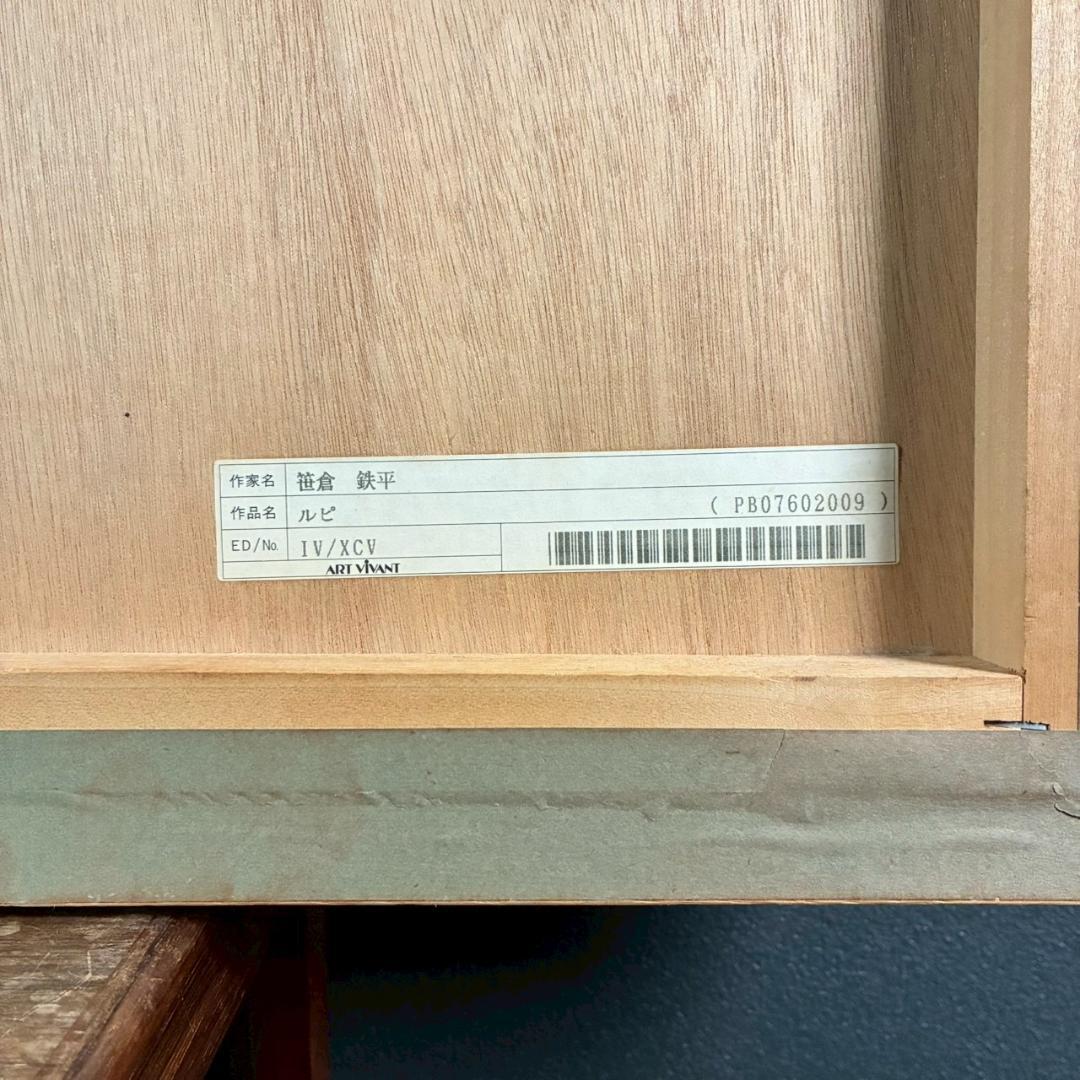 作家名 笹倉 鉄平
作品名 ルピ ( PB07602009 )
ED/No. IV/XCV
ART ViVANT